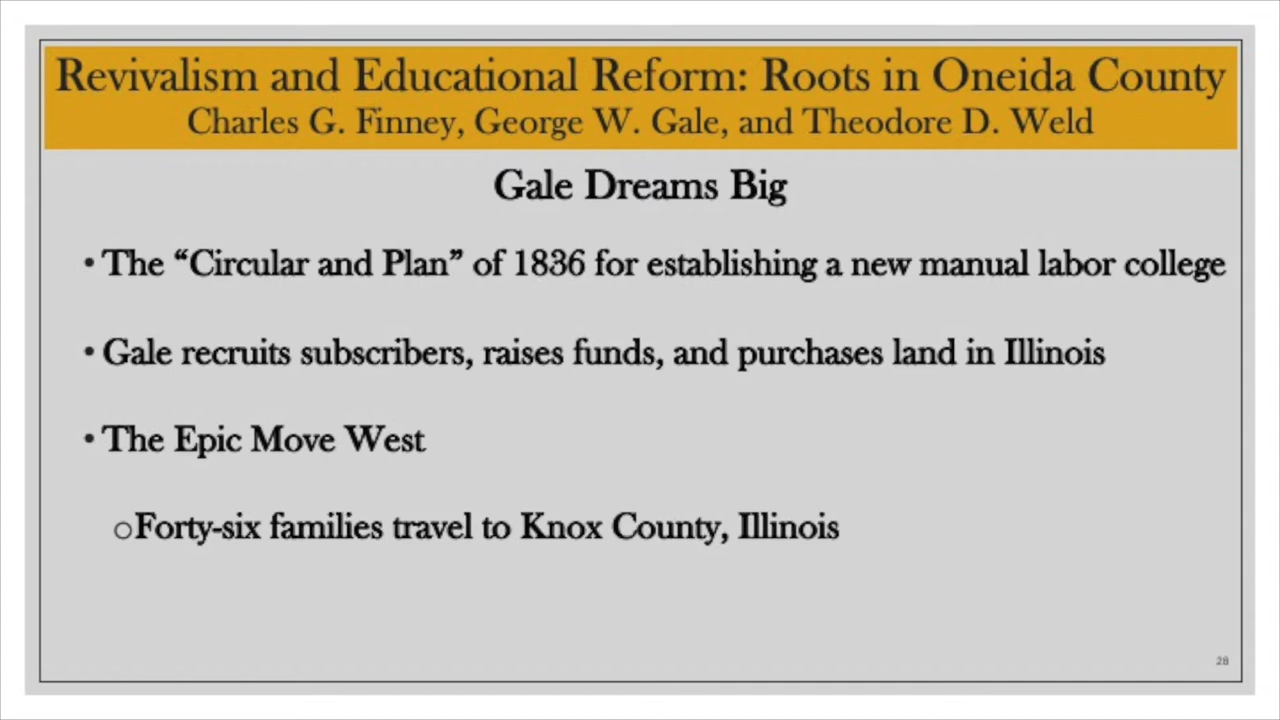 Revivalism and Educational Reform: Roots in Oneida County
Charles G. Finney, George W. Gale, and Theodore D. Weld
Gale Dreams Big
• The “Circular and Plan” of 1836 for establishing a new manual labor college
• Gale recruits subscribers, raises funds, and purchases land in Illinois
• The Epic Move West
oForty-six families travel to Knox County, Illinois
28